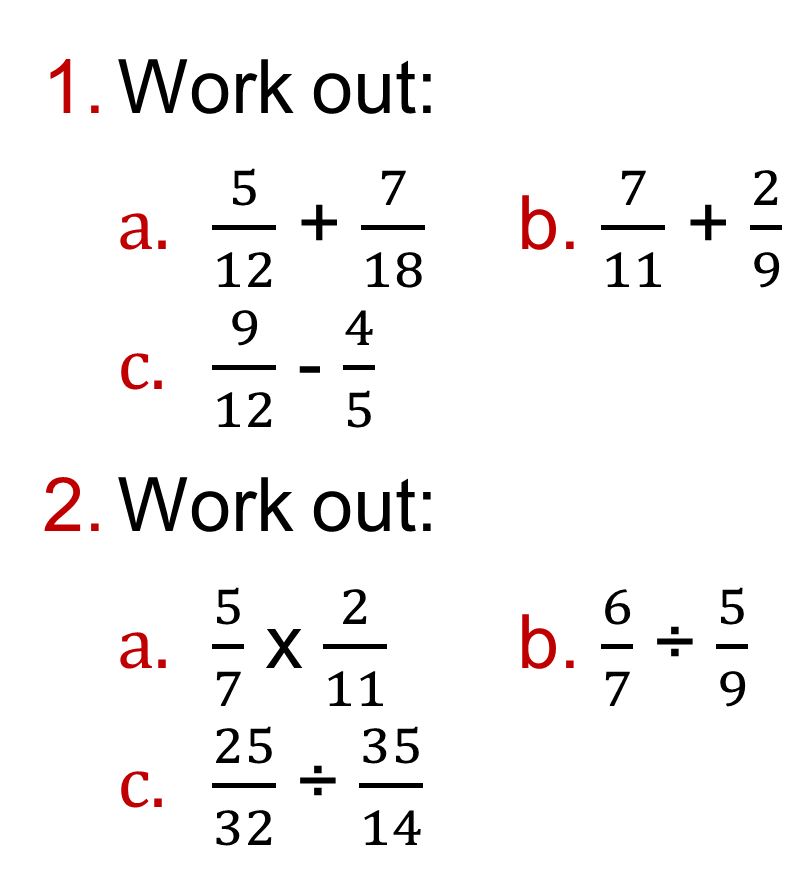 1. Work out:
a. 5/12 + 7/18 b. 7/11 + 2/9
c. 9/12 - 4/5
2. Work out:
a. 5/7 x 2/11 b. 6/7 ÷ 5/9
c. 25/32 ÷ 35/14